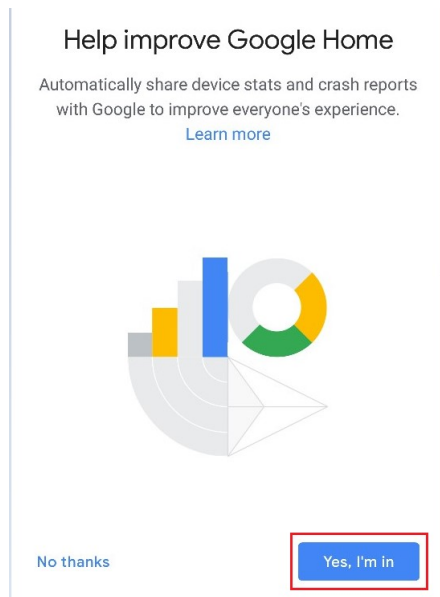 Help improve Google Home
Automatically share device stats and crash reports
with Google to improve everyone's experience.
Learn more
No thanks
Yes, I'm in